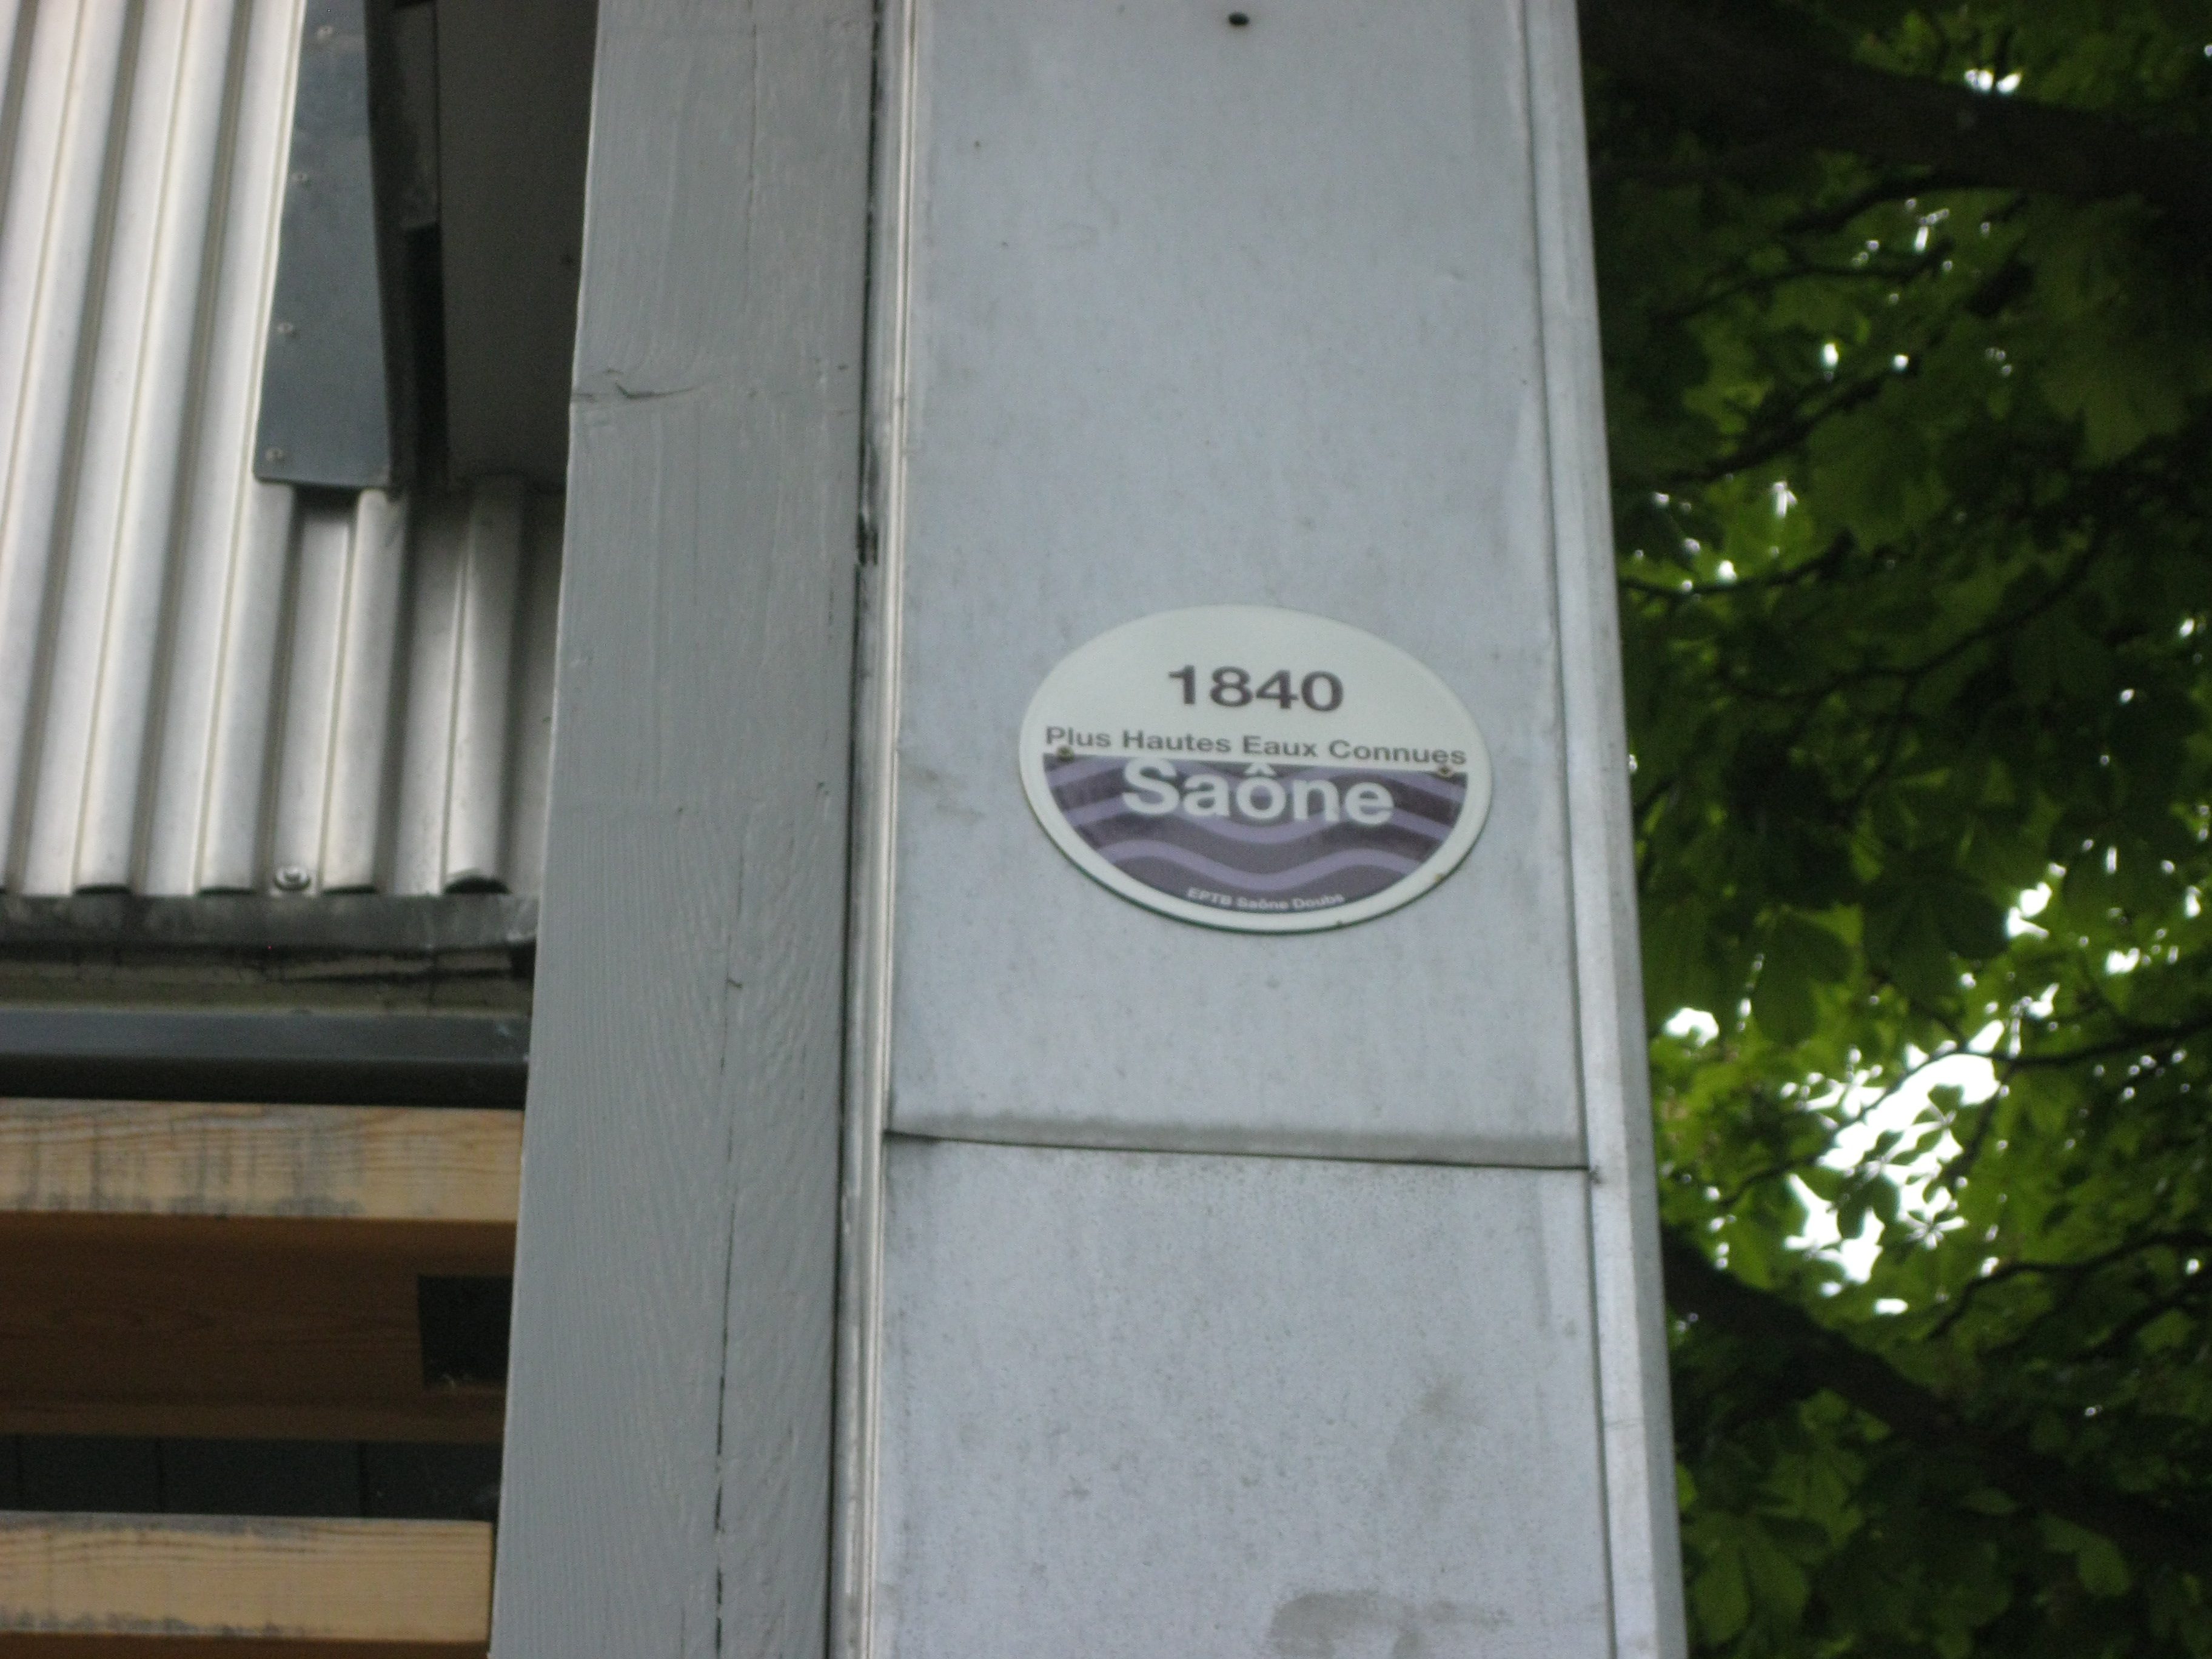 1840
Plus Hautes Eaux Connues
Saône
EPTB Saône Doubs